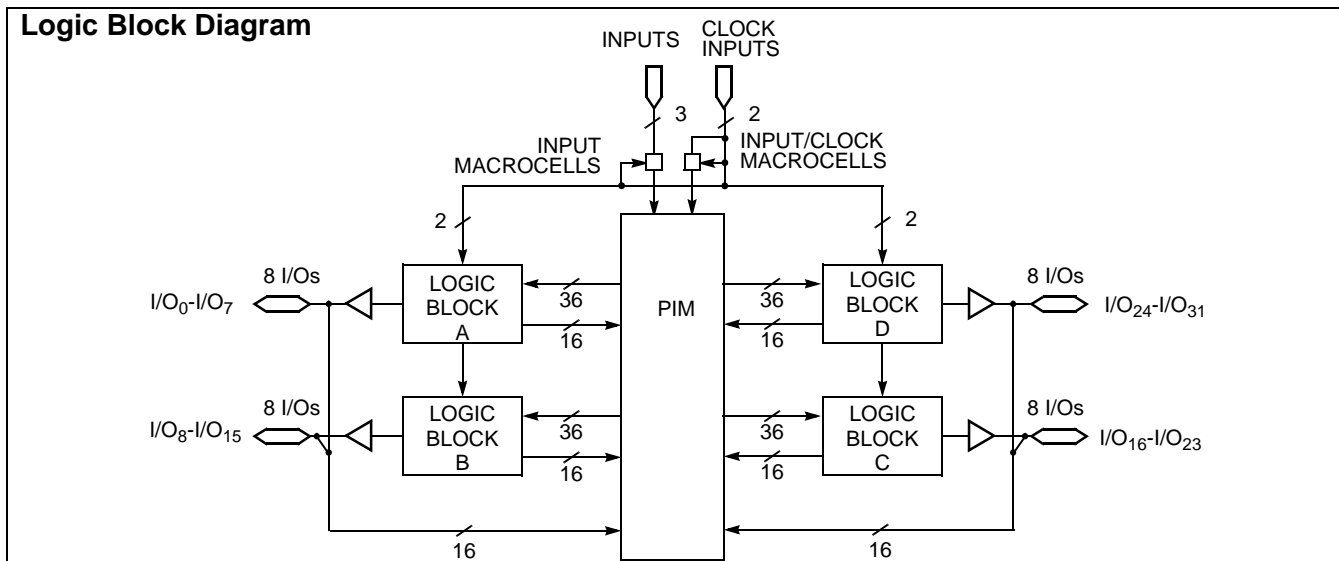 Logic Block Diagram
INPUTS
CLOCK
INPUTS
3
2
INPUT
MACROCELLS
INPUT/CLOCK
MACROCELLS
2
2
8 I/Os
I/O0-I/O7
LOGIC
BLOCK
A
36
16
PIM
36
16
LOGIC
BLOCK
D
8 I/Os
I/O24-I/O31
8 I/Os
I/O8-I/O15
LOGIC
BLOCK
B
36
16
36
16
LOGIC
BLOCK
C
8 I/Os
I/O16-I/O23
16
16